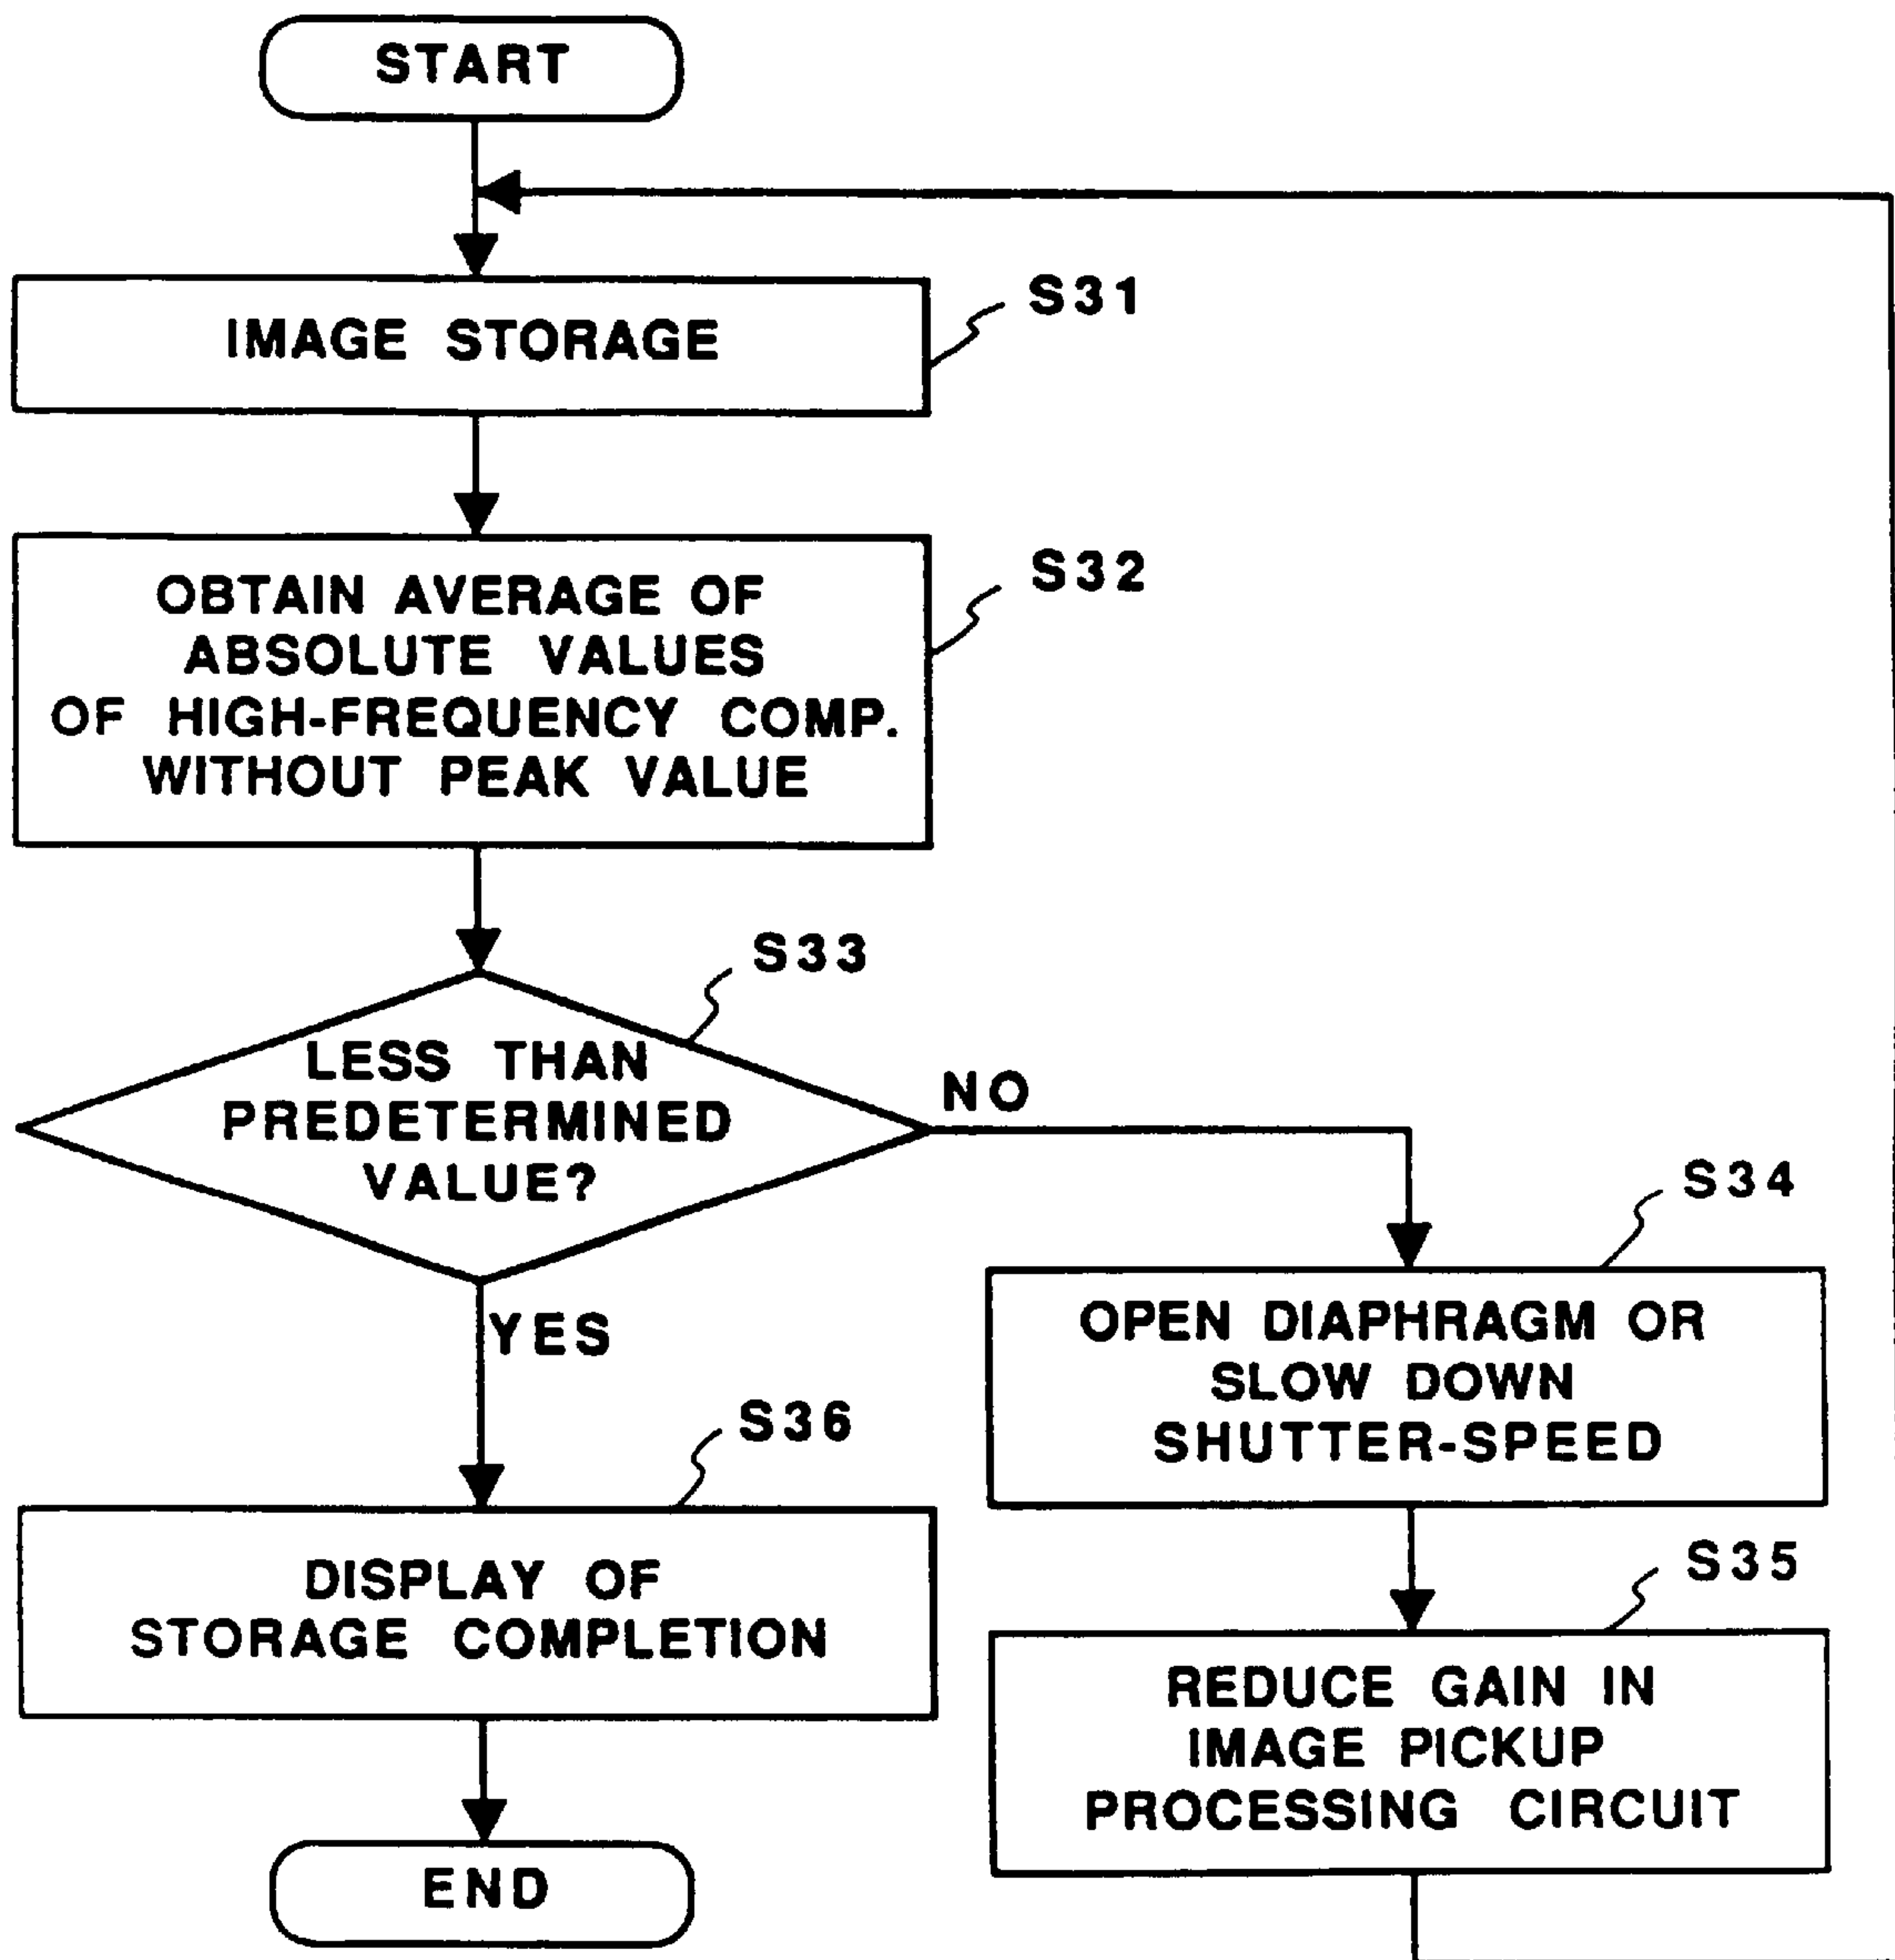 START
IMAGE STORAGE
S31
OBTAIN AVERAGE OF
ABSOLUTE VALUES
OF HIGH-FREQUENCY COMP.
WITHOUT PEAK VALUE
S32
LESS THAN
PREDETERMINED
VALUE?
S33
NO
YES
S34
OPEN DIAPHRAGM OR
SLOW DOWN
SHUTTER-SPEED
S35
REDUCE GAIN IN
IMAGE PICKUP
PROCESSING CIRCUIT
S36
DISPLAY OF
STORAGE COMPLETION
END